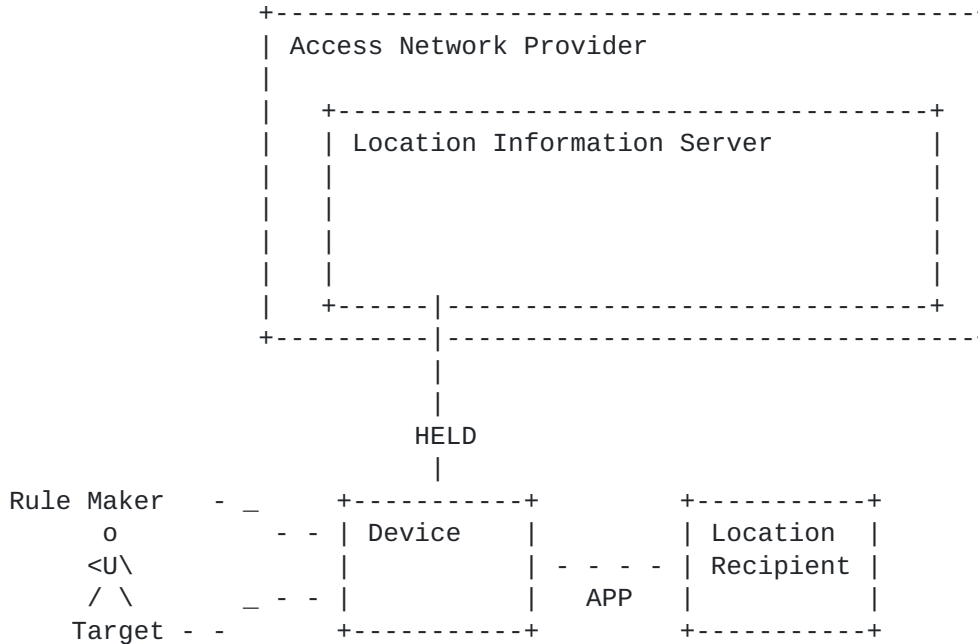 Access Network Provider
Location Information Server
HELD
Rule Maker
o
Device
Location
<U\
Recipient
/ \
APP
Target